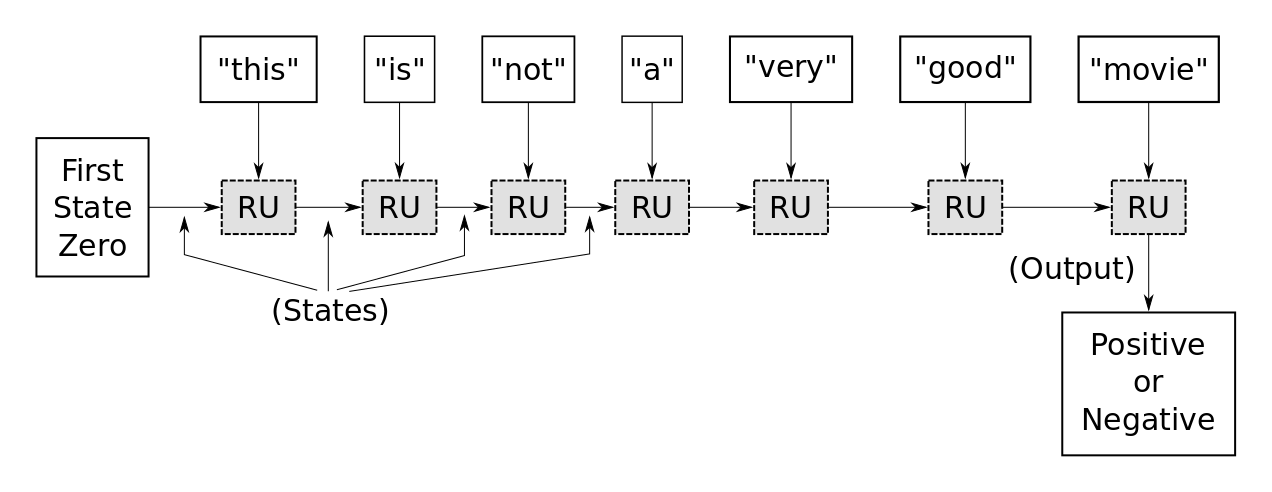 "this" "is" "not" "a" "very" "good" "movie"
First
State
Zero
RU RU RU RU RU RU RU
(States)
(Output)
Positive
or
Negative